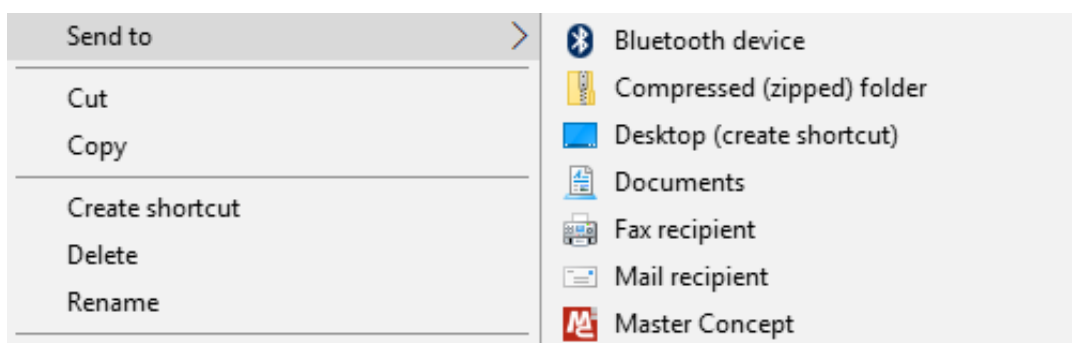 Send to
Cut
Copy
Create shortcut
Delete
Rename
Bluetooth device
Compressed (zipped) folder
Desktop (create shortcut)
Documents
Fax recipient
Mail recipient
Master Concept